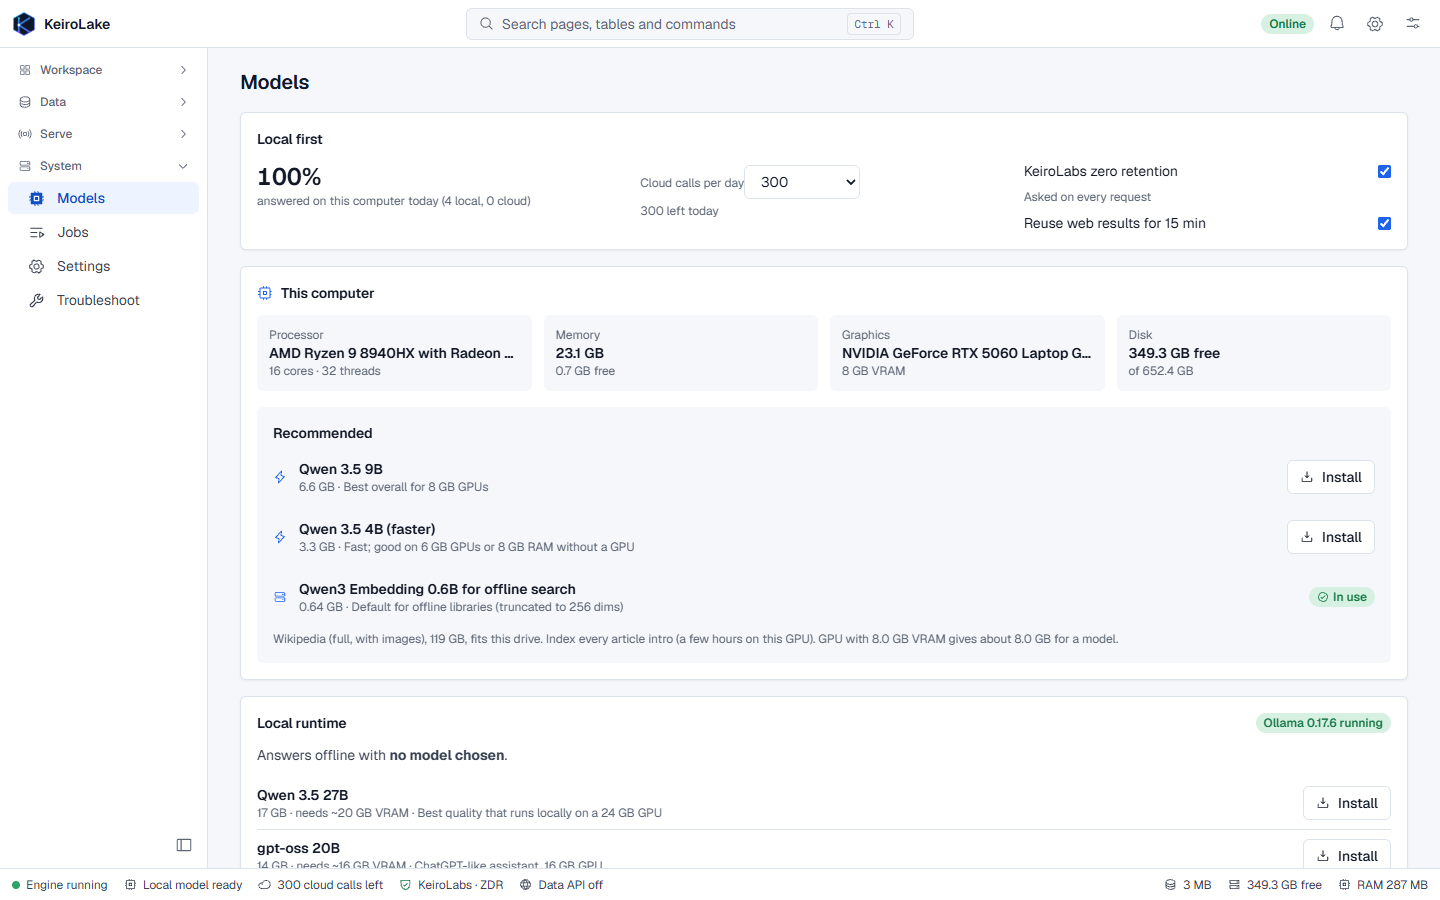 KeiroLake
Search pages, tables and commands
Ctrl K
Online
Workspace
Data
Serve
System
Models
Jobs
Settings
Troubleshoot
Models
Local first
100%
answered on this computer today (4 local, 0 cloud)
Cloud calls per day
300
300 left today
KeiroLabs zero retention
Asked on every request
Reuse web results for 15 min
This computer
Processor
AMD Ryzen 9 8940HX with Radeon ...
16 cores · 32 threads
Memory
23.1 GB
0.7 GB free
Graphics
NVIDIA GeForce RTX 5060 Laptop G...
8 GB VRAM
Disk
349.3 GB free
of 652.4 GB
Recommended
Qwen 3.5 9B
6.6 GB · Best overall for 8 GB GPUs
Install
Qwen 3.5 4B (faster)
3.3 GB · Fast; good on 6 GB GPUs or 8 GB RAM without a GPU
Install
Qwen3 Embedding 0.6B for offline search
0.64 GB · Default for offline libraries (truncated to 256 dims)
In use
Wikipedia (full, with images), 119 GB, fits this drive. Index every article intro (a few hours on this GPU). GPU with 8.0 GB VRAM gives about 8.0 GB for a model.
Local runtime
Ollama 0.17.6 running
Answers offline with no model chosen.
Qwen 3.5 27B
17 GB · needs ~20 GB VRAM · Best quality that runs locally on a 24 GB GPU
Install
gpt-oss 20B
14 GB · needs ~16 GB VRAM · ChatGPT-like assistant, 16 GB GPU
Install
Engine running
Local model ready
300 cloud calls left
KeiroLabs · ZDR
Data API off
3 MB
349.3 GB free
RAM 287 MB